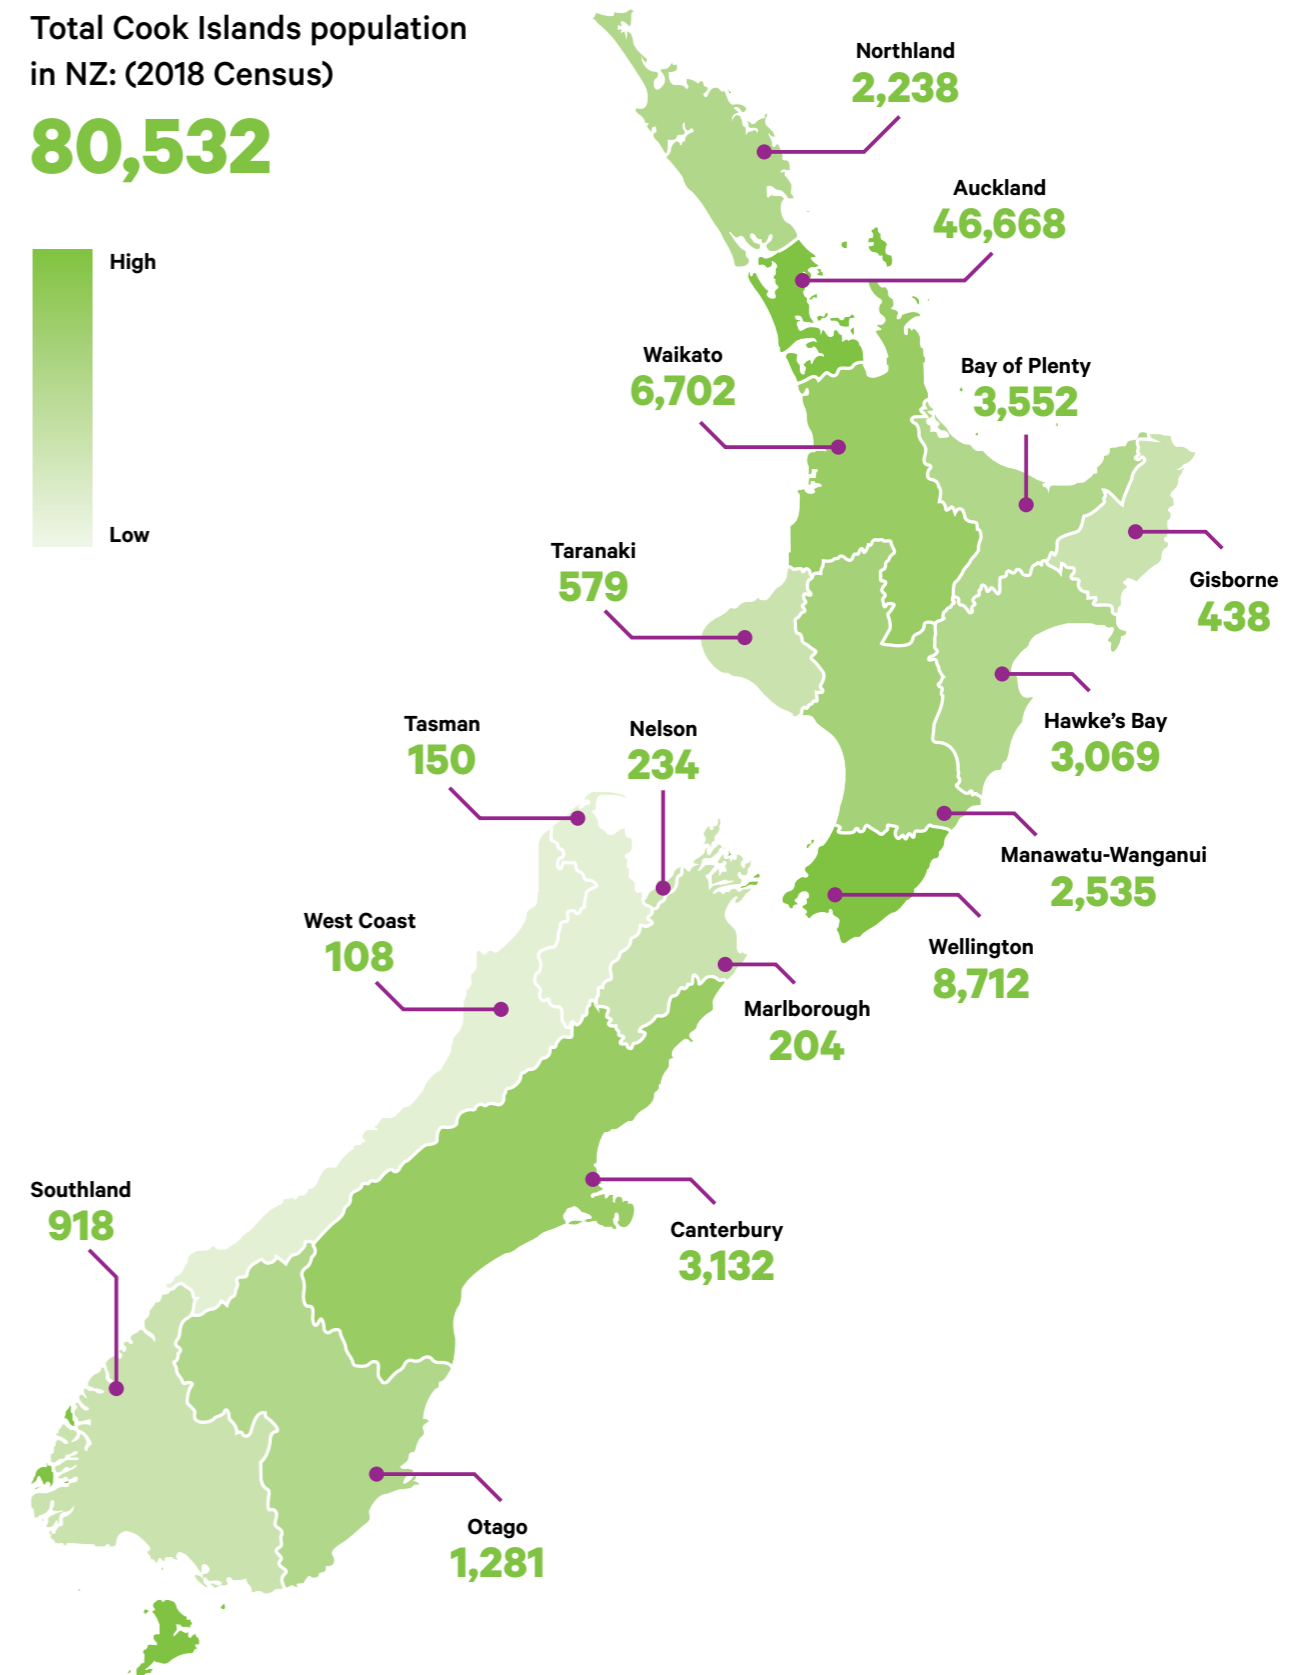 Total Cook Islands population
in NZ: (2018 Census)
80,532
High
Low
Northland
2,238
Auckland
46,668
Waikato
6,702
Bay of Plenty
3,552
Taranaki
579
Gisborne
438
Hawke’s Bay
3,069
Tasman
150
Nelson
234
Manawatu-Wanganui
2,535
West Coast
108
Wellington
8,712
Marlborough
204
Southland
918
Canterbury
3,132
Otago
1,281